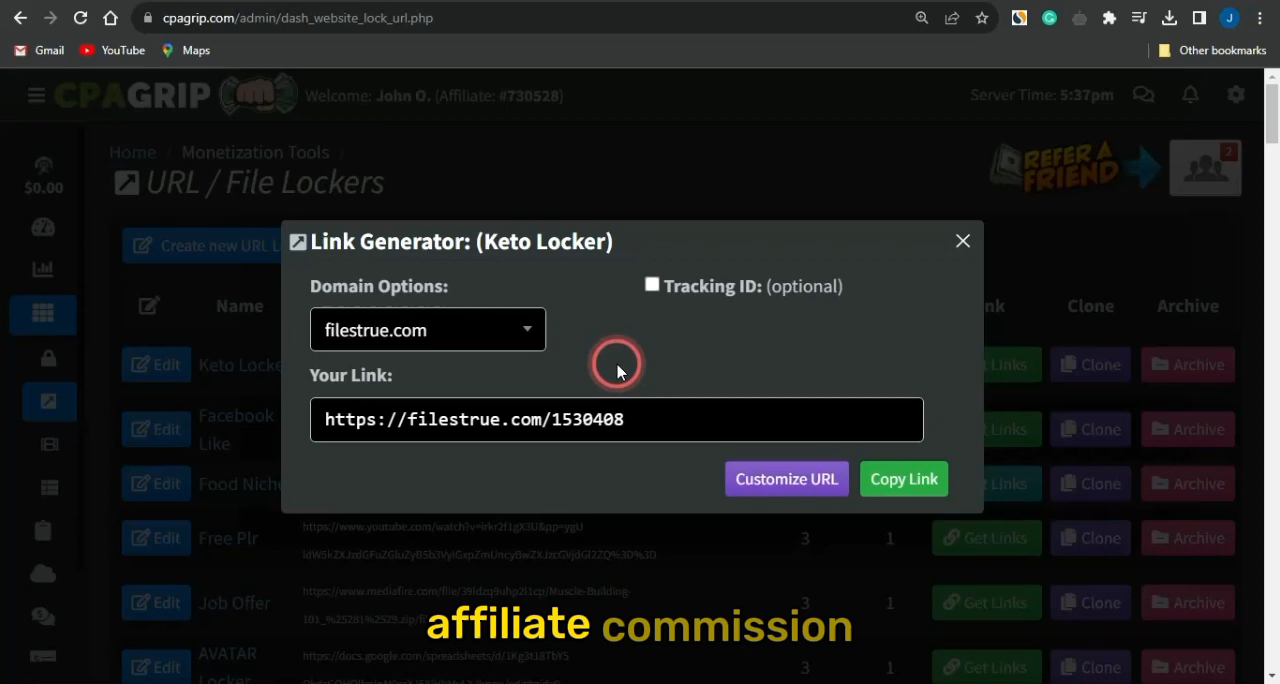 cpagrip.com/admin/dash_website_lock_url.php
J
Gmail YouTube Maps Other bookmarks
CPAGRIP Welcome: John O. (Affiliate: #730528) Server Time: 5:37pm
Home / Monetization Tools /
REFER A FRIEND 2
$0.00
URL / File Lockers
Create new URL L
Link Generator: (Keto Locker)
Domain Options: Tracking ID: (optional)
filestrue.com
Your Link:
https://filestrue.com/1530408
Customize URL Copy Link
Name nk Clone Archive
Edit Keto Locke Links Clone Archive
Edit Facebook Like Links Clone Archive
Edit Food Niche Links Clone Archive
Edit Free Plr 3 1 Get Links Clone Archive
Edit Job Offer 3 1 Get Links Clone Archive
affiliate commission
Edit AVATAR Locker 3 1 Get Links Clone Archive